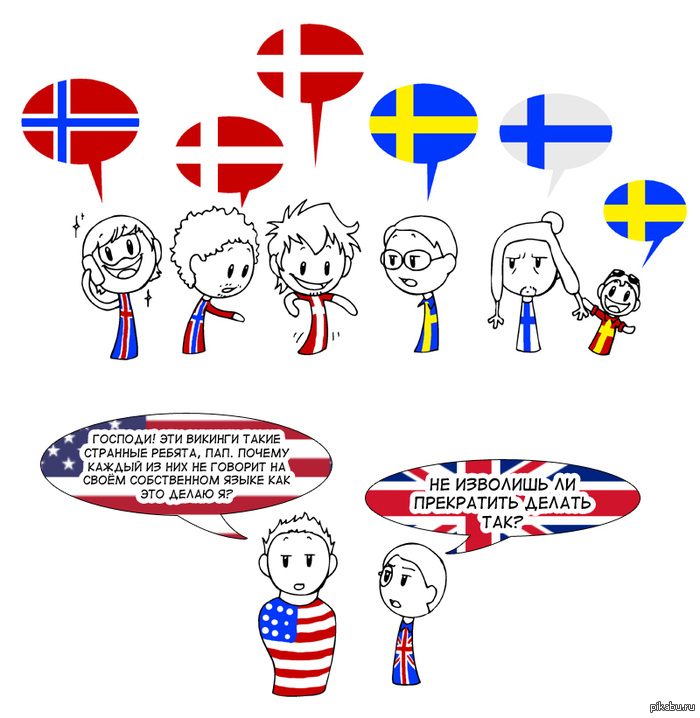 ГОСПОДИ! ЭТИ ВИКИНГИ ТАКИЕ
СТРАННЫЕ РЕБЯТА, ПАП. ПОЧЕМУ
КАЖДЫЙ ИЗ НИХ НЕ ГОВОРИТ НА
СВОЁМ СОБСТВЕННОМ ЯЗЫКЕ КАК
ЭТО ДЕЛАЮ Я?
НЕ ИЗВОЛИШЬ ЛИ
ПРЕКРАТИТЬ ДЕЛАТЬ
ТАК?
pikabu.ru